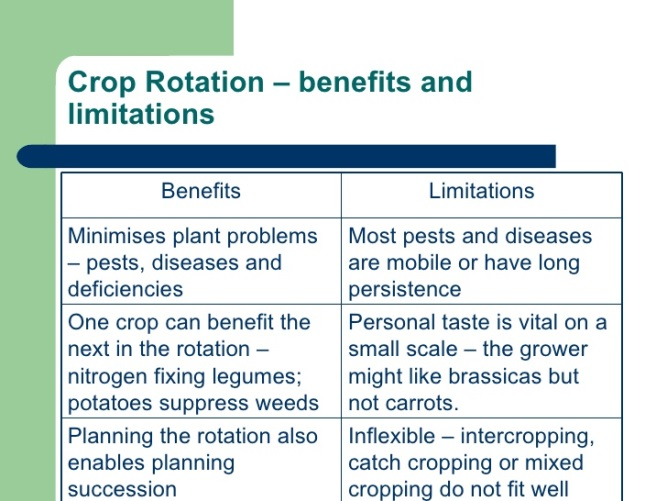 Crop Rotation – benefits and
limitations
Benefits
Limitations
Minimises plant problems
– pests, diseases and
deficiencies
Most pests and diseases
are mobile or have long
persistence
One crop can benefit the
next in the rotation –
nitrogen fixing legumes;
potatoes suppress weeds
Personal taste is vital on a
small scale – the grower
might like brassicas but
not carrots.
Planning the rotation also
enables planning
succession
Inflexible – intercropping,
catch cropping or mixed
cropping do not fit well